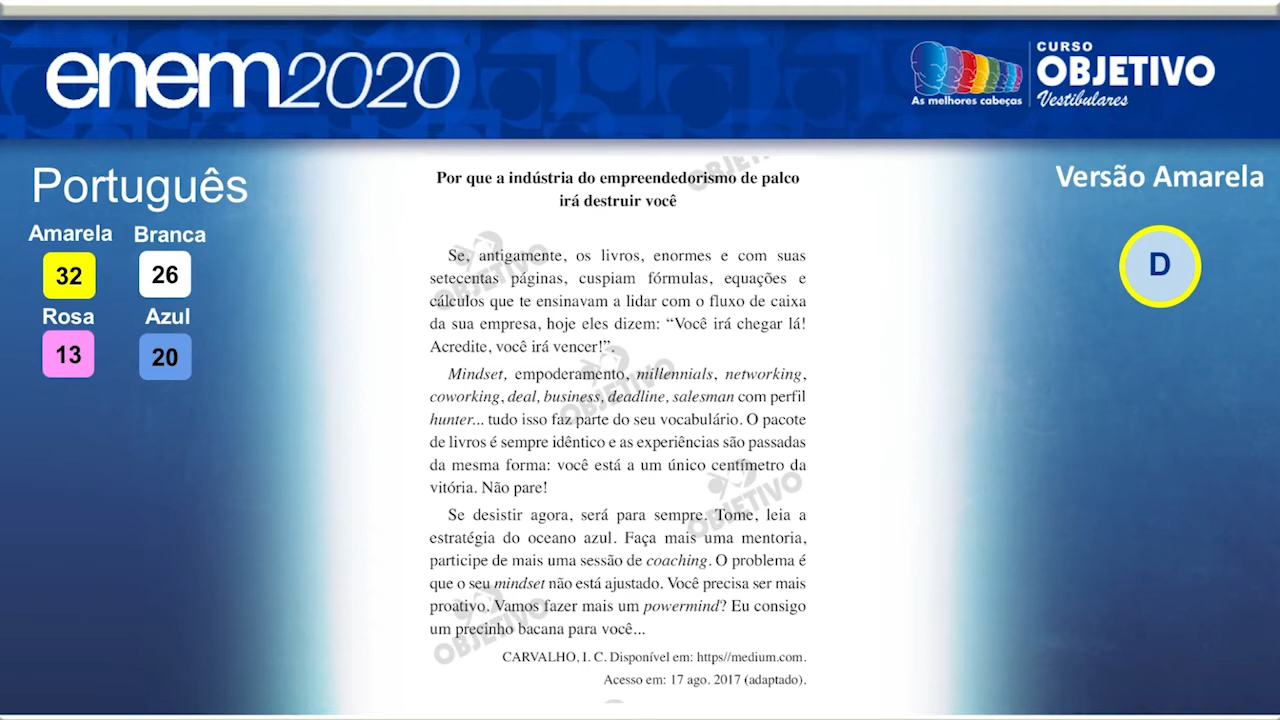 enem2020
CURSO
OBJETIVO
As melhores cabeças
Vestibulares
Português
Versão Amarela
Amarela
Branca
32
26
Rosa
Azul
13
20
D
Por que a indústria do empreendedorismo de palco
irá destruir você
Se, antigamente, os livros, enormes e com suas
setecentas páginas, cuspiam fórmulas, equações e
cálculos que te ensinavam a lidar com o fluxo de caixa
da sua empresa, hoje eles dizem: “Você irá chegar lá!
Acredite, você irá vencer!”.
Mindset, empoderamento, millennials, networking,
coworking, deal, business, deadline, salesman com perfil
hunter... tudo isso faz parte do seu vocabulário. O pacote
de livros é sempre idêntico e as experiências são passadas
da mesma forma: você está a um único centímetro da
vitória. Não pare!
Se desistir agora, será para sempre. Tome, leia a
estratégia do oceano azul. Faça mais uma mentoria,
participe de mais uma sessão de coaching. O problema é
que o seu mindset não está ajustado. Você precisa ser mais
proativo. Vamos fazer mais um powermind? Eu consigo
um precinho bacana para você...
CARVALHO, I. C. Disponível em: https//medium.com.
Acesso em: 17 ago. 2017 (adaptado).
OBJETIVO
OBJETIVO
OBJETIVO
OBJETIVO
OBJETIVO